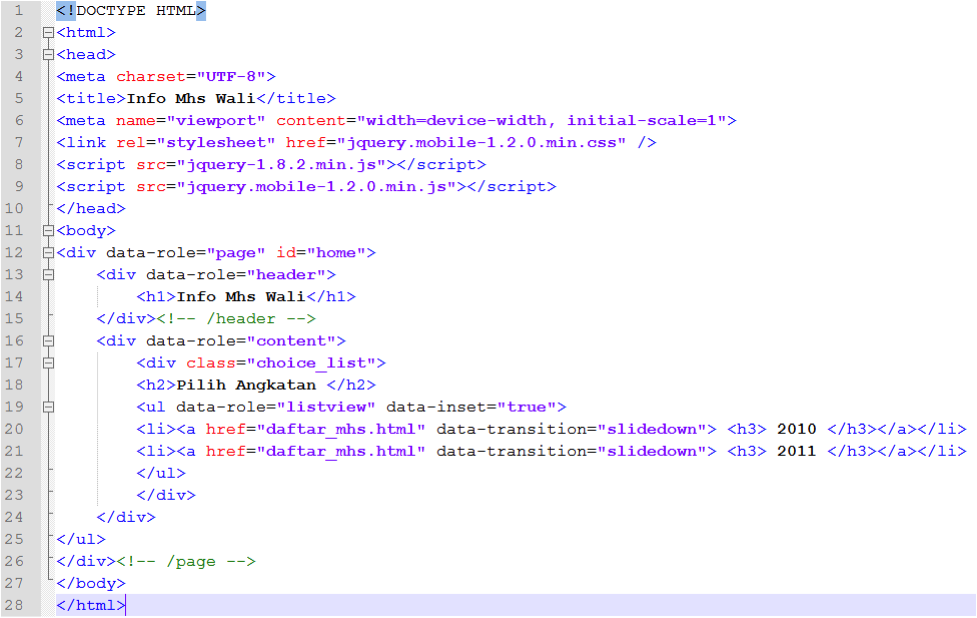 1 <!DOCTYPE HTML>
2 <html>
3 <head>
4 <meta charset="UTF-8">
5 <title>Info Mhs Wali</title>
6 <meta name="viewport" content="width=device-width, initial-scale=1">
7 <link rel="stylesheet" href="jquery.mobile-1.2.0.min.css" />
8 <script src="jquery-1.8.2.min.js"></script>
9 <script src="jquery.mobile-1.2.0.min.js"></script>
10 </head>
11 <body>
12 <div data-role="page" id="home">
13     <div data-role="header">
14         <h1>Info Mhs Wali</h1>
15     </div><!-- /header -->
16     <div data-role="content">
17         <div class="choice_list">
18         <h2>Pilih Angkatan </h2>
19         <ul data-role="listview" data-inset="true">
20         <li><a href="daftar_mhs.html" data-transition="slidedown"> <h3> 2010 </h3></a></li>
21         <li><a href="daftar_mhs.html" data-transition="slidedown"> <h3> 2011 </h3></a></li>
22         </ul>
23         </div>
24     </div>
25 </ul>
26 </div><!-- /page -->
27 </body>
28 </html>